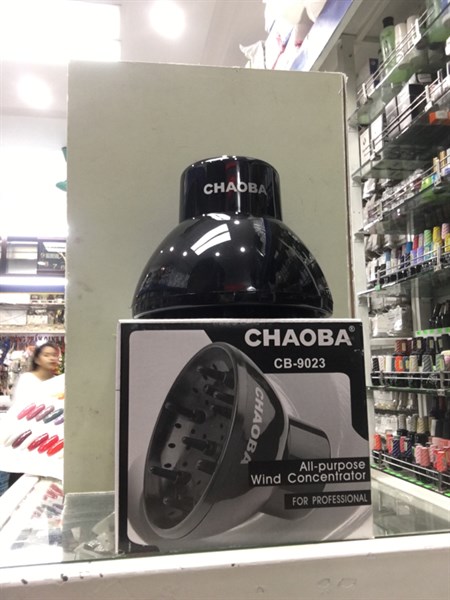 CHAOBA
CHAOBA®
CB-9023
CHAOBA
All-purpose
Wind Concentrator
FOR PROFESSIONAL